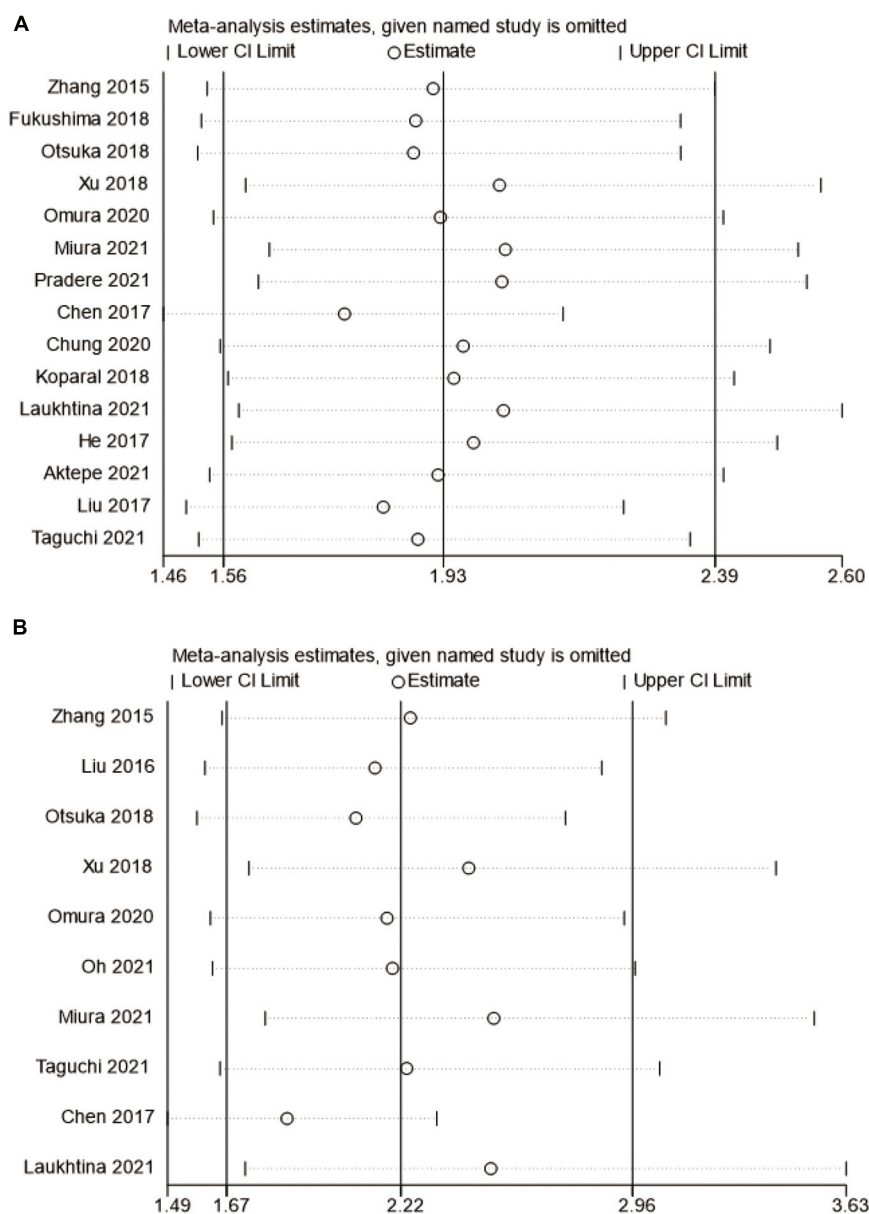 A
Meta-analysis estimates, given named study is omitted
| Lower CI Limit ○Estimate | Upper CI Limit
Zhang 2015
Fukushima 2018
Otsuka 2018
Xu 2018
Omura 2020
Miura 2021
Pradere 2021
Chen 2017
Chung 2020
Koparal 2018
Laukhtina 2021
He 2017
Aktepe 2021
Liu 2017
Taguchi 2021
1.46 1.56 1.93 2.39 2.60
B
Meta-analysis estimates, given named study is omitted
| Lower CI Limit ○Estimate | Upper CI Limit
Zhang 2015
Liu 2016
Otsuka 2018
Xu 2018
Omura 2020
Oh 2021
Miura 2021
Taguchi 2021
Chen 2017
Laukhtina 2021
1.49 1.67 2.22 2.96 3.63